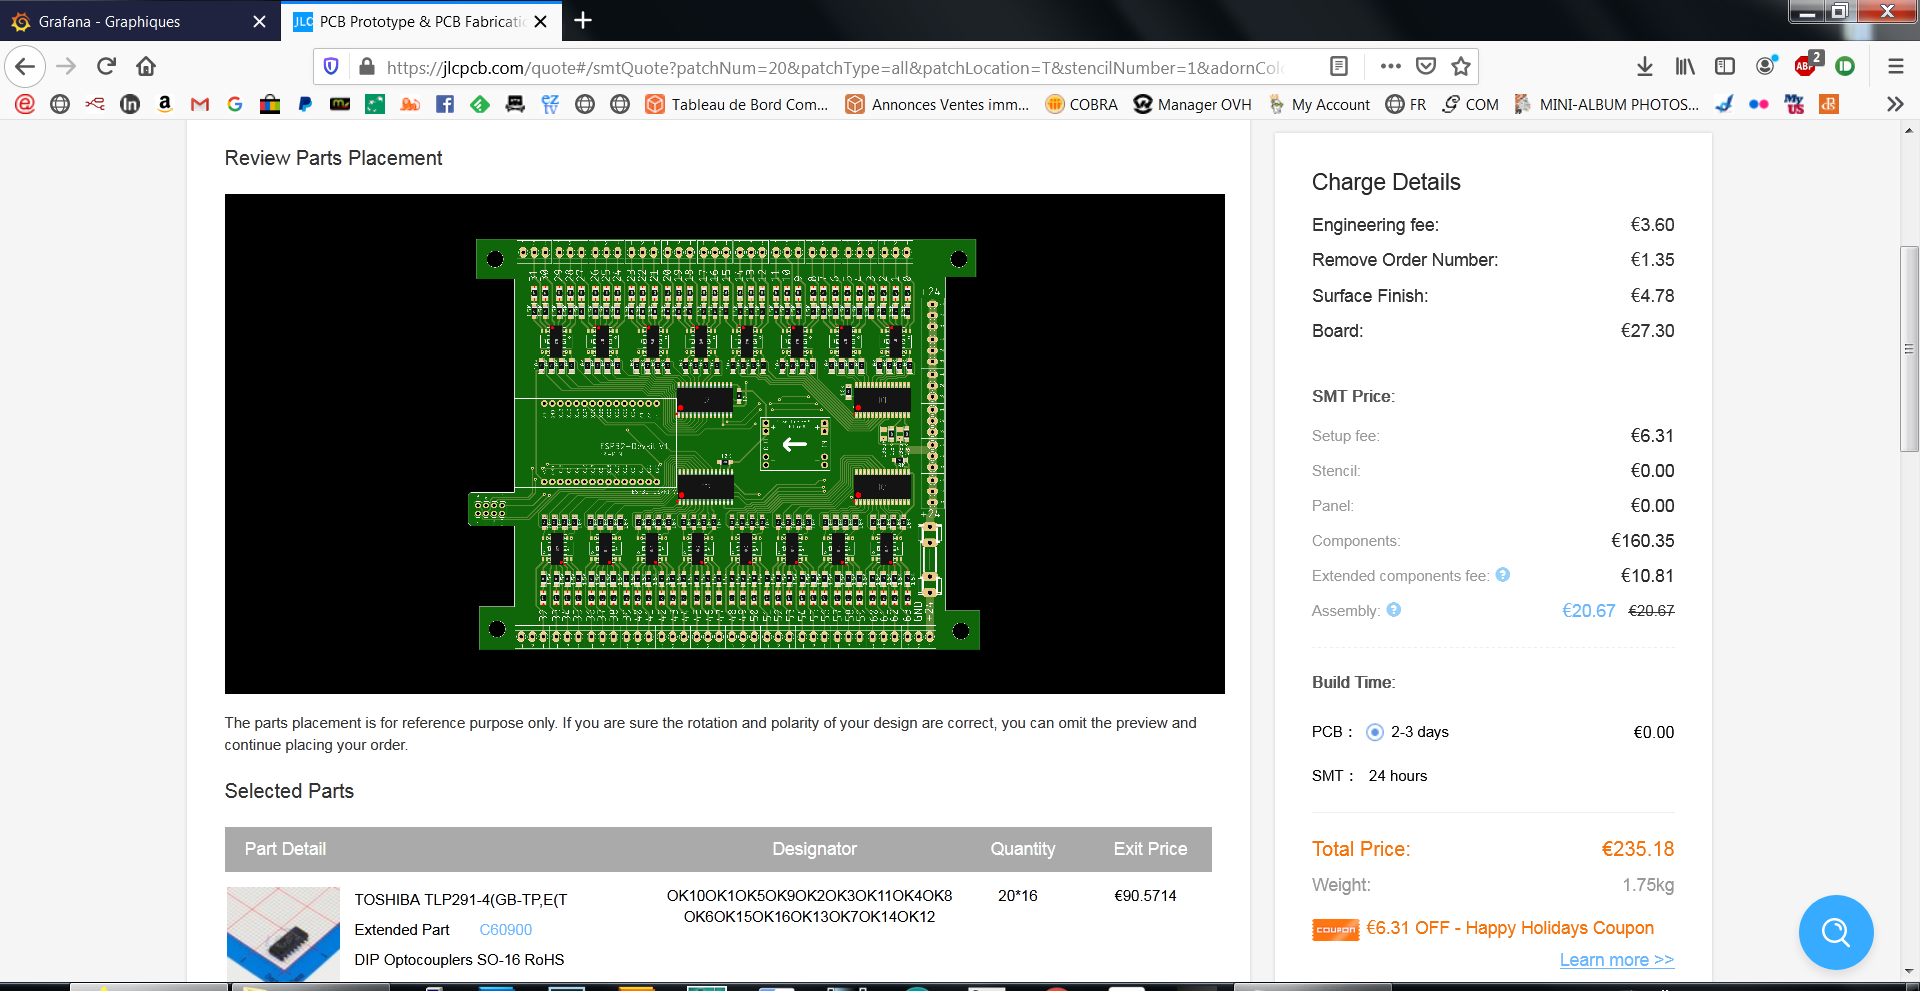 Grafana - Graphiques
JLC PCB Prototype & PCB Fabricatio
https://jlcpcb.com/quote#/smtQuote?patchNum=20&patchType=all&patchLocation=T&stencilNumber=1&adornColo
ABP 2
Tableau de Bord Com...
Annonces Ventes imm...
COBRA
Manager OVH
My Account
FR
COM
MINI-ALBUM PHOTOS...
Review Parts Placement
The parts placement is for reference purpose only. If you are sure the rotation and polarity of your design are correct, you can omit the preview and
continue placing your order.
Selected Parts
Part Detail Designator Quantity Exit Price
TOSHIBA TLP291-4(GB-TP,E(T
Extended Part C60900
DIP Optocouplers SO-16 RoHS
OK10OK1OK5OK9OK2OK3OK11OK4OK8
OK6OK15OK16OK13OK7OK14OK12
20*16
€90.5714
Charge Details
Engineering fee: €3.60
Remove Order Number: €1.35
Surface Finish: €4.78
Board: €27.30
SMT Price:
Setup fee: €6.31
Stencil: €0.00
Panel: €0.00
Components: €160.35
Extended components fee: €10.81
Assembly: €20.67 €20.67
Build Time:
PCB : 2-3 days €0.00
SMT : 24 hours
Total Price: €235.18
Weight: 1.75kg
COUPON €6.31 OFF - Happy Holidays Coupon
Learn more >>